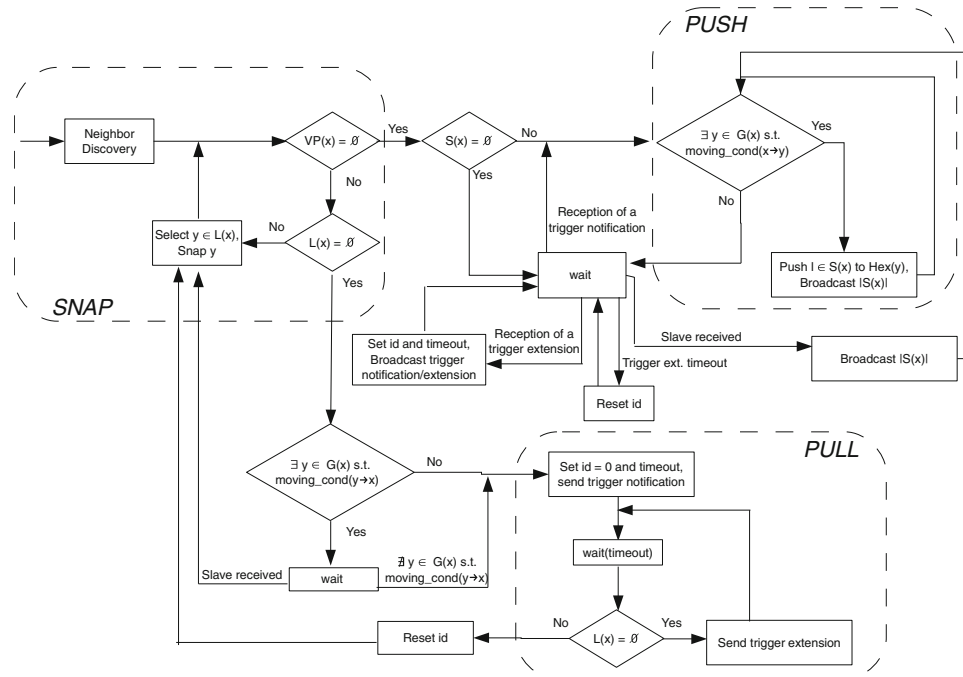 PUSH
Neighbor
Discovery
VP(x) = Ø
Yes
S(x) = Ø
No
∃ y ∈ G(x) s.t.
moving_cond(x→y)
Yes
No
Yes
No
Select y ∈ L(x),
Snap y
No
L(x) = Ø
Reception of a
trigger notification
wait
Push l ∈ S(x) to Hex(y),
Broadcast |S(x)|
Yes
SNAP
Set id and timeout,
Broadcast trigger
notification/extension
Reception of a
trigger extension
Slave received
Trigger ext. timeout
Broadcast |S(x)|
Reset id
PULL
∃ y ∈ G(x) s.t.
moving_cond(y→x)
No
Set id = 0 and timeout,
send trigger notification
Yes
wait(timeout)
Slave received
wait
∄ y ∈ G(x) s.t.
moving_cond(y→x)
Reset id
No
L(x) = Ø
Yes
Send trigger extension